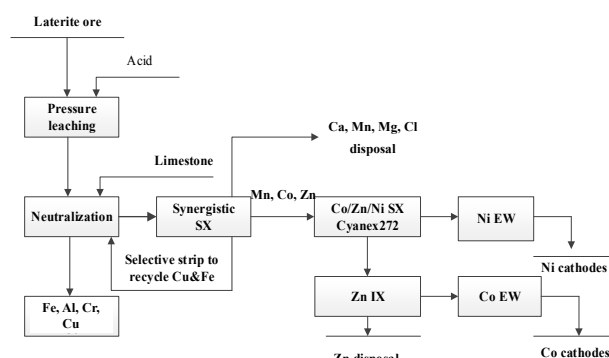 Laterite ore
Acid
Pressure
leaching
Ca, Mn, Mg, Cl
disposal
Limestone
Mn, Co, Zn
Neutralization
Synergistic
SX
Co/Zn/Ni SX
Cyanex272
Ni EW
Selective strip to
recycle Cu&Fe
Ni cathodes
Fe, Al, Cr,
Cu
Zn IX
Co EW
Zn disposal
Co cathodes